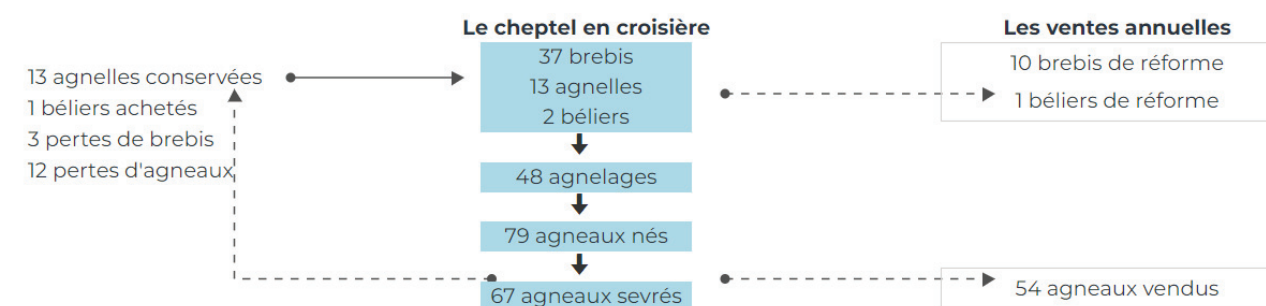 Le cheptel en croisière
37 brebis
13 agnelles
2 béliers
48 agnelages
79 agneaux nés
67 agneaux sevrés
13 agnelles conservées
1 béliers achetés
3 pertes de brebis
12 pertes d'agneaux
Les ventes annuelles
10 brebis de réforme
1 béliers de réforme
54 agneaux vendus